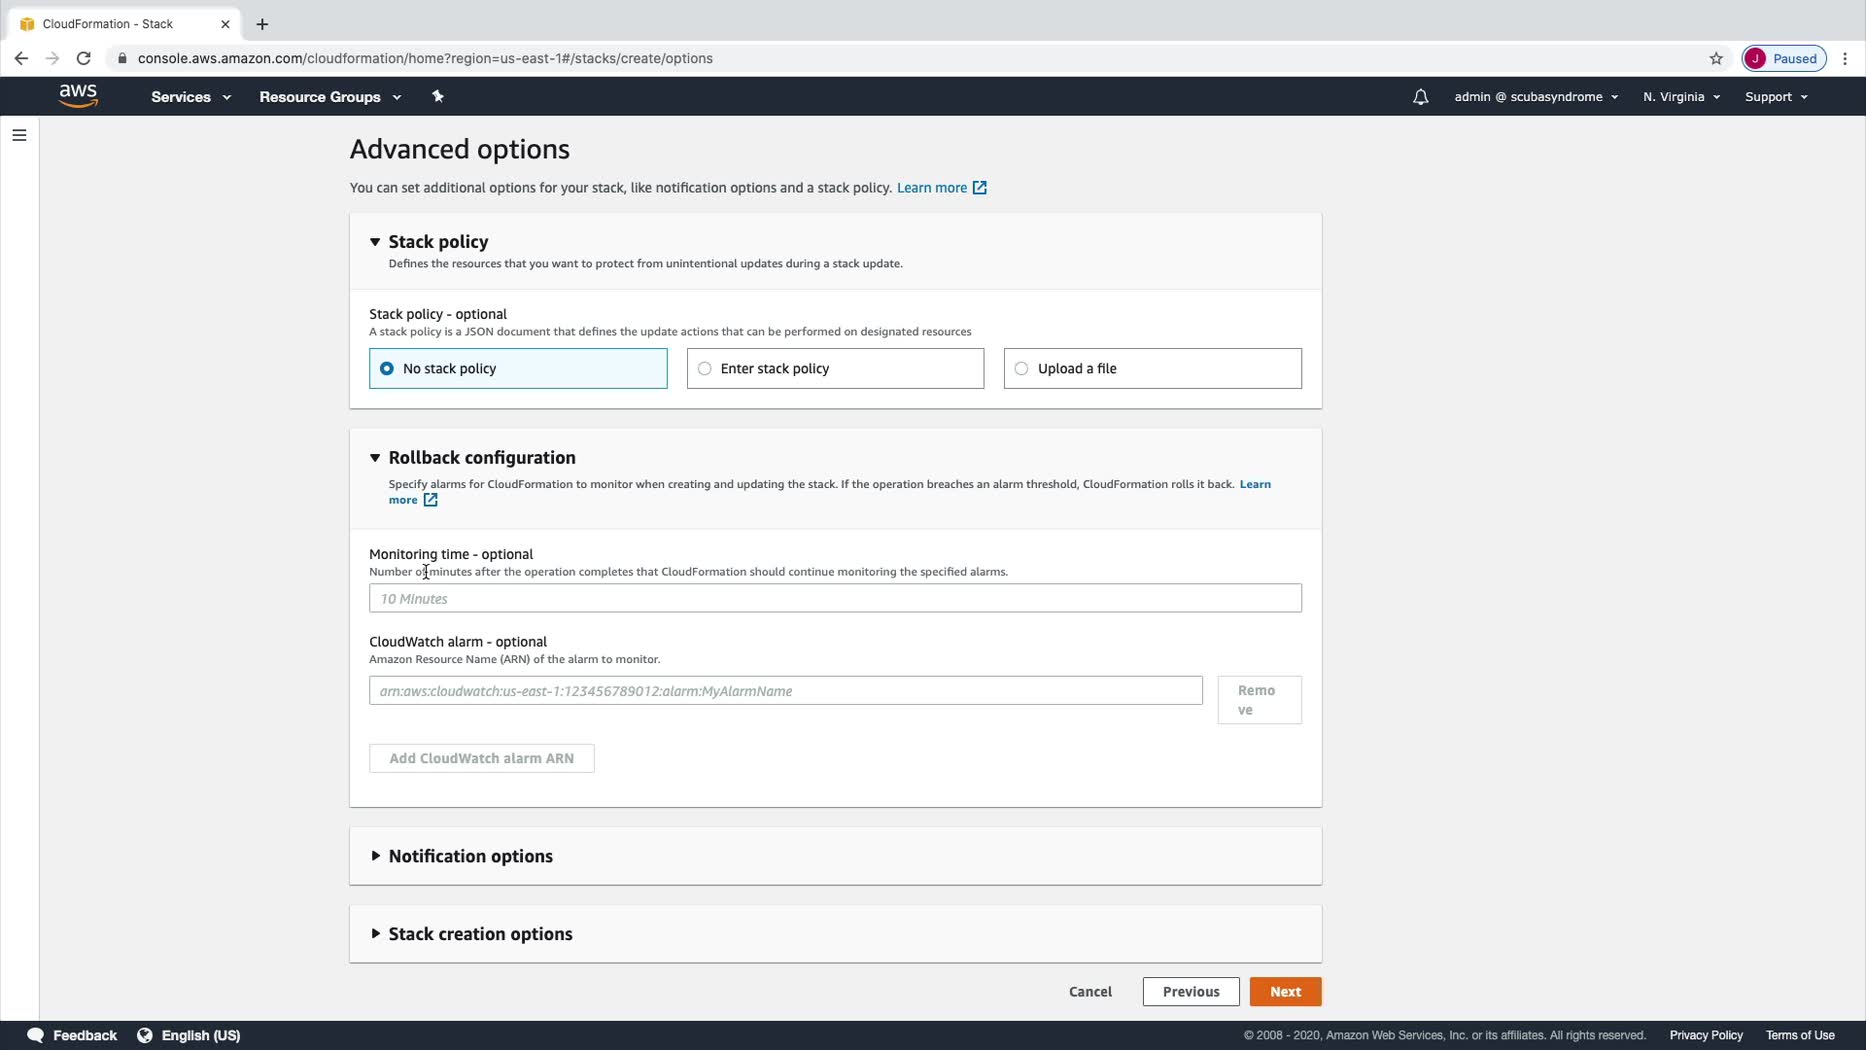 CloudFormation - Stack
console.aws.amazon.com/cloudformation/home?region=us-east-1#/stacks/create/options
J Paused
aws Services Resource Groups admin @ scubasyndrome N. Virginia Support
Advanced options
You can set additional options for your stack, like notification options and a stack policy. Learn more
Stack policy
Defines the resources that you want to protect from unintentional updates during a stack update.
Stack policy - optional
A stack policy is a JSON document that defines the update actions that can be performed on designated resources
No stack policy Enter stack policy Upload a file
Rollback configuration
Specify alarms for CloudFormation to monitor when creating and updating the stack. If the operation breaches an alarm threshold, CloudFormation rolls it back. Learn
more
Monitoring time - optional
Number of minutes after the operation completes that CloudFormation should continue monitoring the specified alarms.
10 Minutes
CloudWatch alarm - optional
Amazon Resource Name (ARN) of the alarm to monitor.
arn:aws:cloudwatch:us-east-1:123456789012:alarm:MyAlarmName
Remo
ve
Add CloudWatch alarm ARN
Notification options
Stack creation options
Cancel Previous Next
Feedback English (US) © 2008 - 2020, Amazon Web Services, Inc. or its affiliates. All rights reserved. Privacy Policy Terms of Use